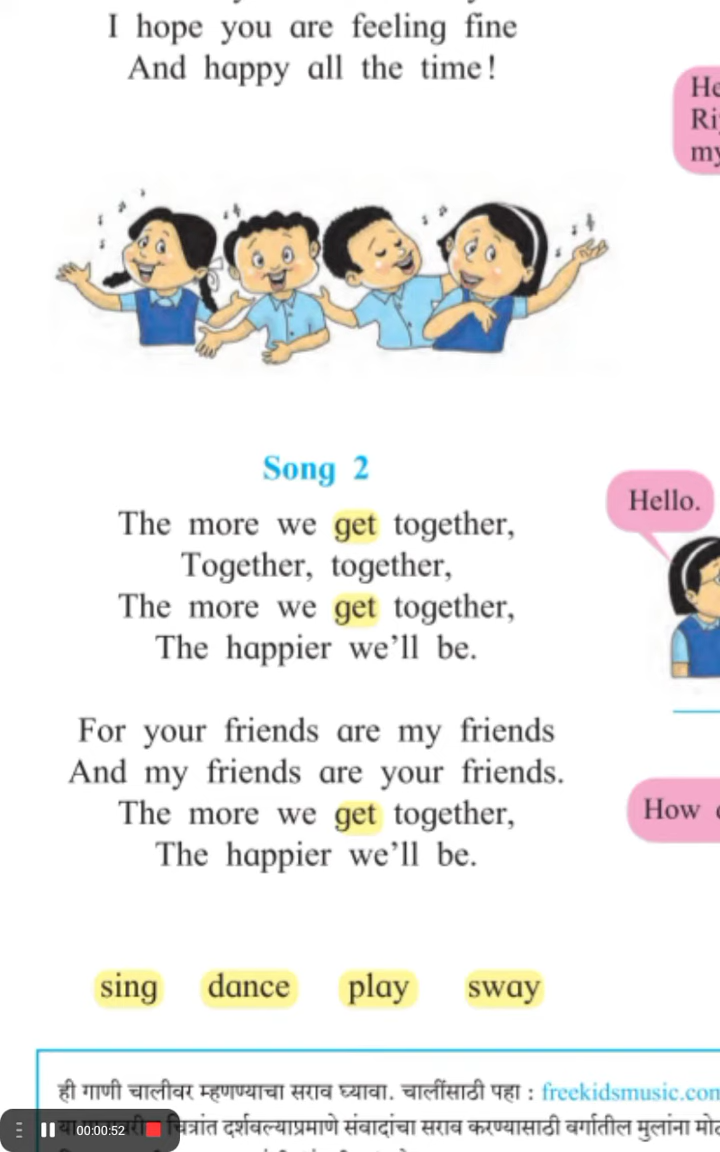 I hope you are feeling fine
And happy all the time!
Song 2
The more we get together,
Together, together,
The more we get together,
The happier we'll be.
For your friends are my friends
And my friends are your friends.
The more we get together,
The happier we'll be.
sing dance play sway
Hello.
How
ही गाणी चालीवर म्हणण्याचा सराव घ्यावा. चालींसाठी पहा : freekidsmusic.com
चित्रांत दर्शवल्याप्रमाणे संवादांचा सराव करण्यासाठी वर्गातील मुलांना
00:00:52